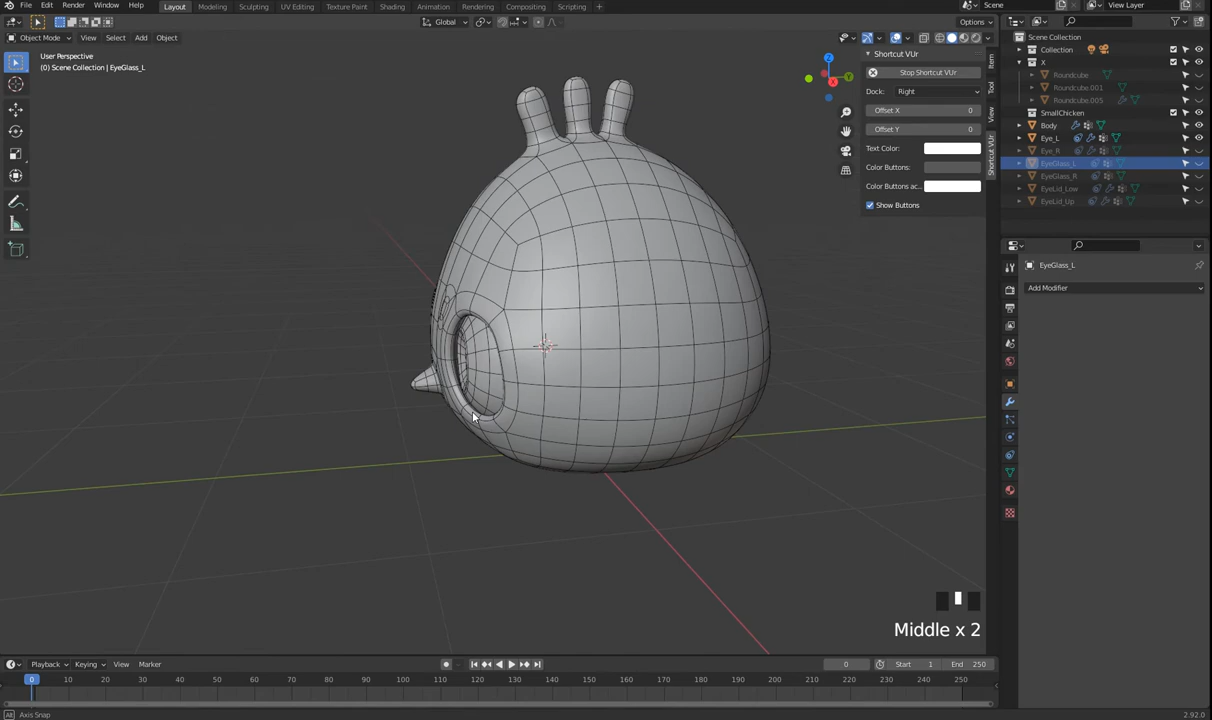 File Edit Render Window Help Layout Modeling Sculpting UV Editing Texture Paint Shading Animation Rendering Compositing Scripting + Scene View Layer
Global Options
Object Mode View Select Add Object
User Perspective
(0) Scene Collection | EyeGlass_L
Shortcut VUr
Stop Shortcut VUr
Dock: Right
Offset X 0
Offset Y 0
Text Color:
Color Buttons:
Color Buttons ac..
Show Buttons
Item
Tool
View
Shortcut VUr
Z
Y
X
Scene Collection
Collection
X
Roundcube
Roundcube.001
Roundcube.005
SmallChicken
Body
Eye_L
Eye_R
EyeGlass_L
EyeGlass_R
EyeLid_Low
EyeLid_Up
EyeGlass_L
Add Modifier
Middle x 2
Playback Keying View Marker 0 Start 1 End 250
0 10 20 30 40 50 60 70 80 90 100 110 120 130 140 150 160 170 180 190 200 210 220 230 240 250
Axis Snap 2.92.0